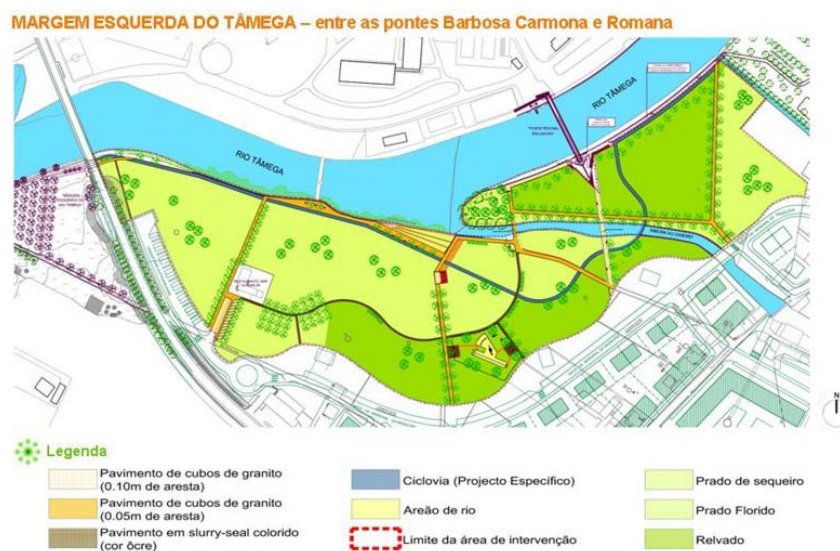 MARGEM ESQUERDA DO TÂMEGA – entre as pontes Barbosa Carmona e Romana
RIO TÂMEGA
RIO TÂMEGA
Legenda
Pavimento de cubos de granito
(0.10m de aresta)
Pavimento de cubos de granito
(0.05m de aresta)
Pavimento em slurry-seal colorido
(cor ôcre)
Ciclovia (Projecto Específico)
Areão de rio
Limite da área de intervenção
Prado de sequeiro
Prado Florido
Relvado
N